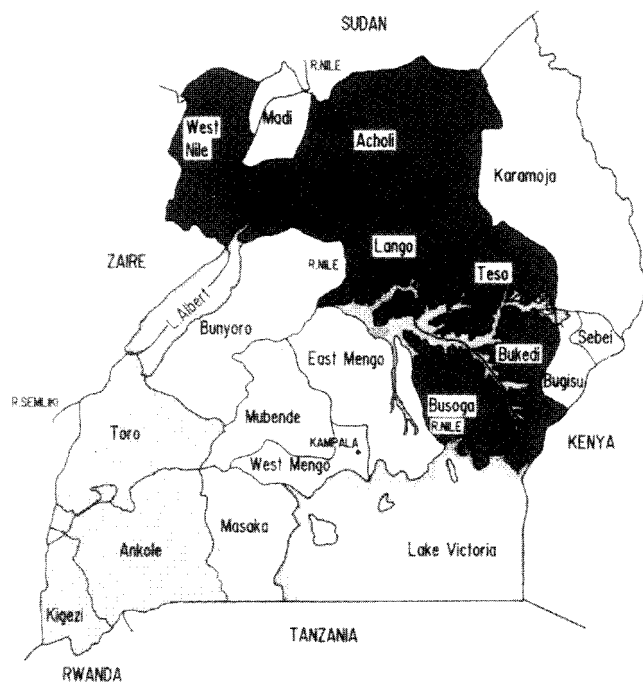 SUDAN
R.NILE
Madi
West
Nile
Acholi
Karamoja
ZAIRE
R.NILE
Lango
Teso
L. Albert
Bunyoro
Sebei
East Mengo
Bukedi
Bugisu
R.SEMLIKI
Mubende
Busoga
R.NILE
Toro
KAMPALA
KENYA
West Mengo
Masaka
Ankole
Lake Victoria
Kigezi
TANZANIA
RWANDA